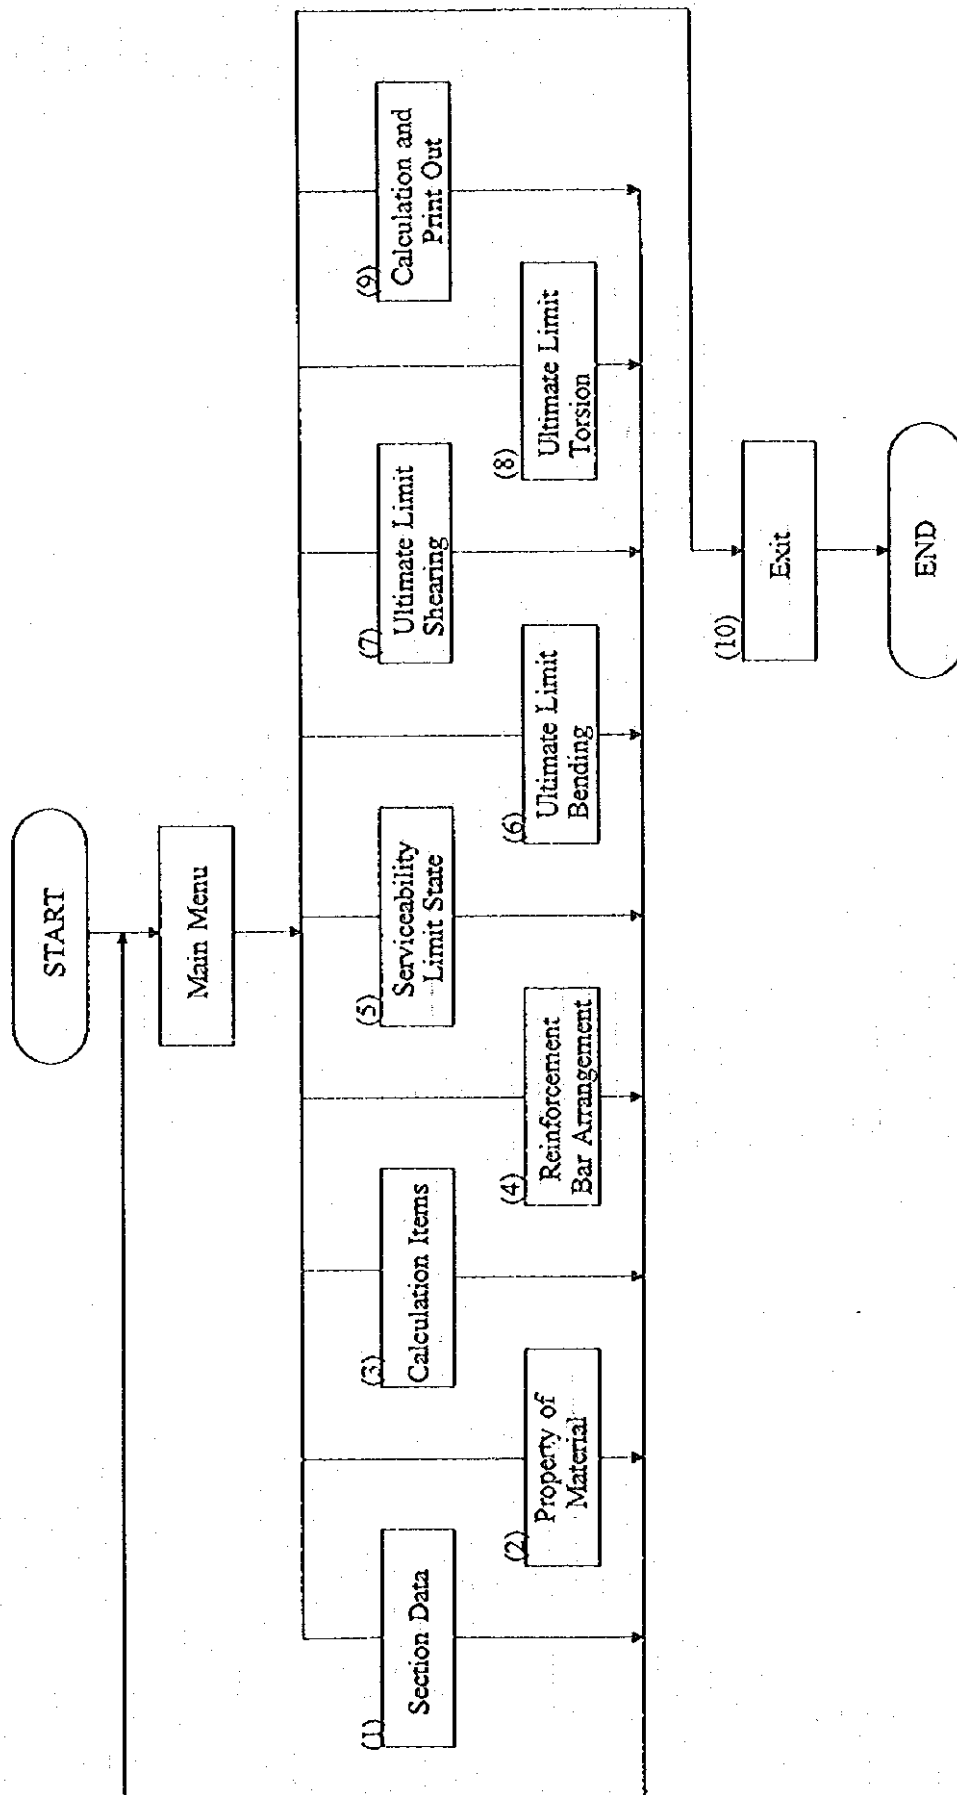 START
Main Menu
(1)
Section Data
(2)
Property of
Material
(3)
Calculation Items
(4)
Reinforcement
Bar Arrangement
(5)
Serviceability
Limit State
(6)
Ultimate Limit
Bending
(7)
Ultimate Limit
Shearing
(8)
Ultimate Limit
Torsion
(9)
Calculation and
Print Out
(10)
Exit
END